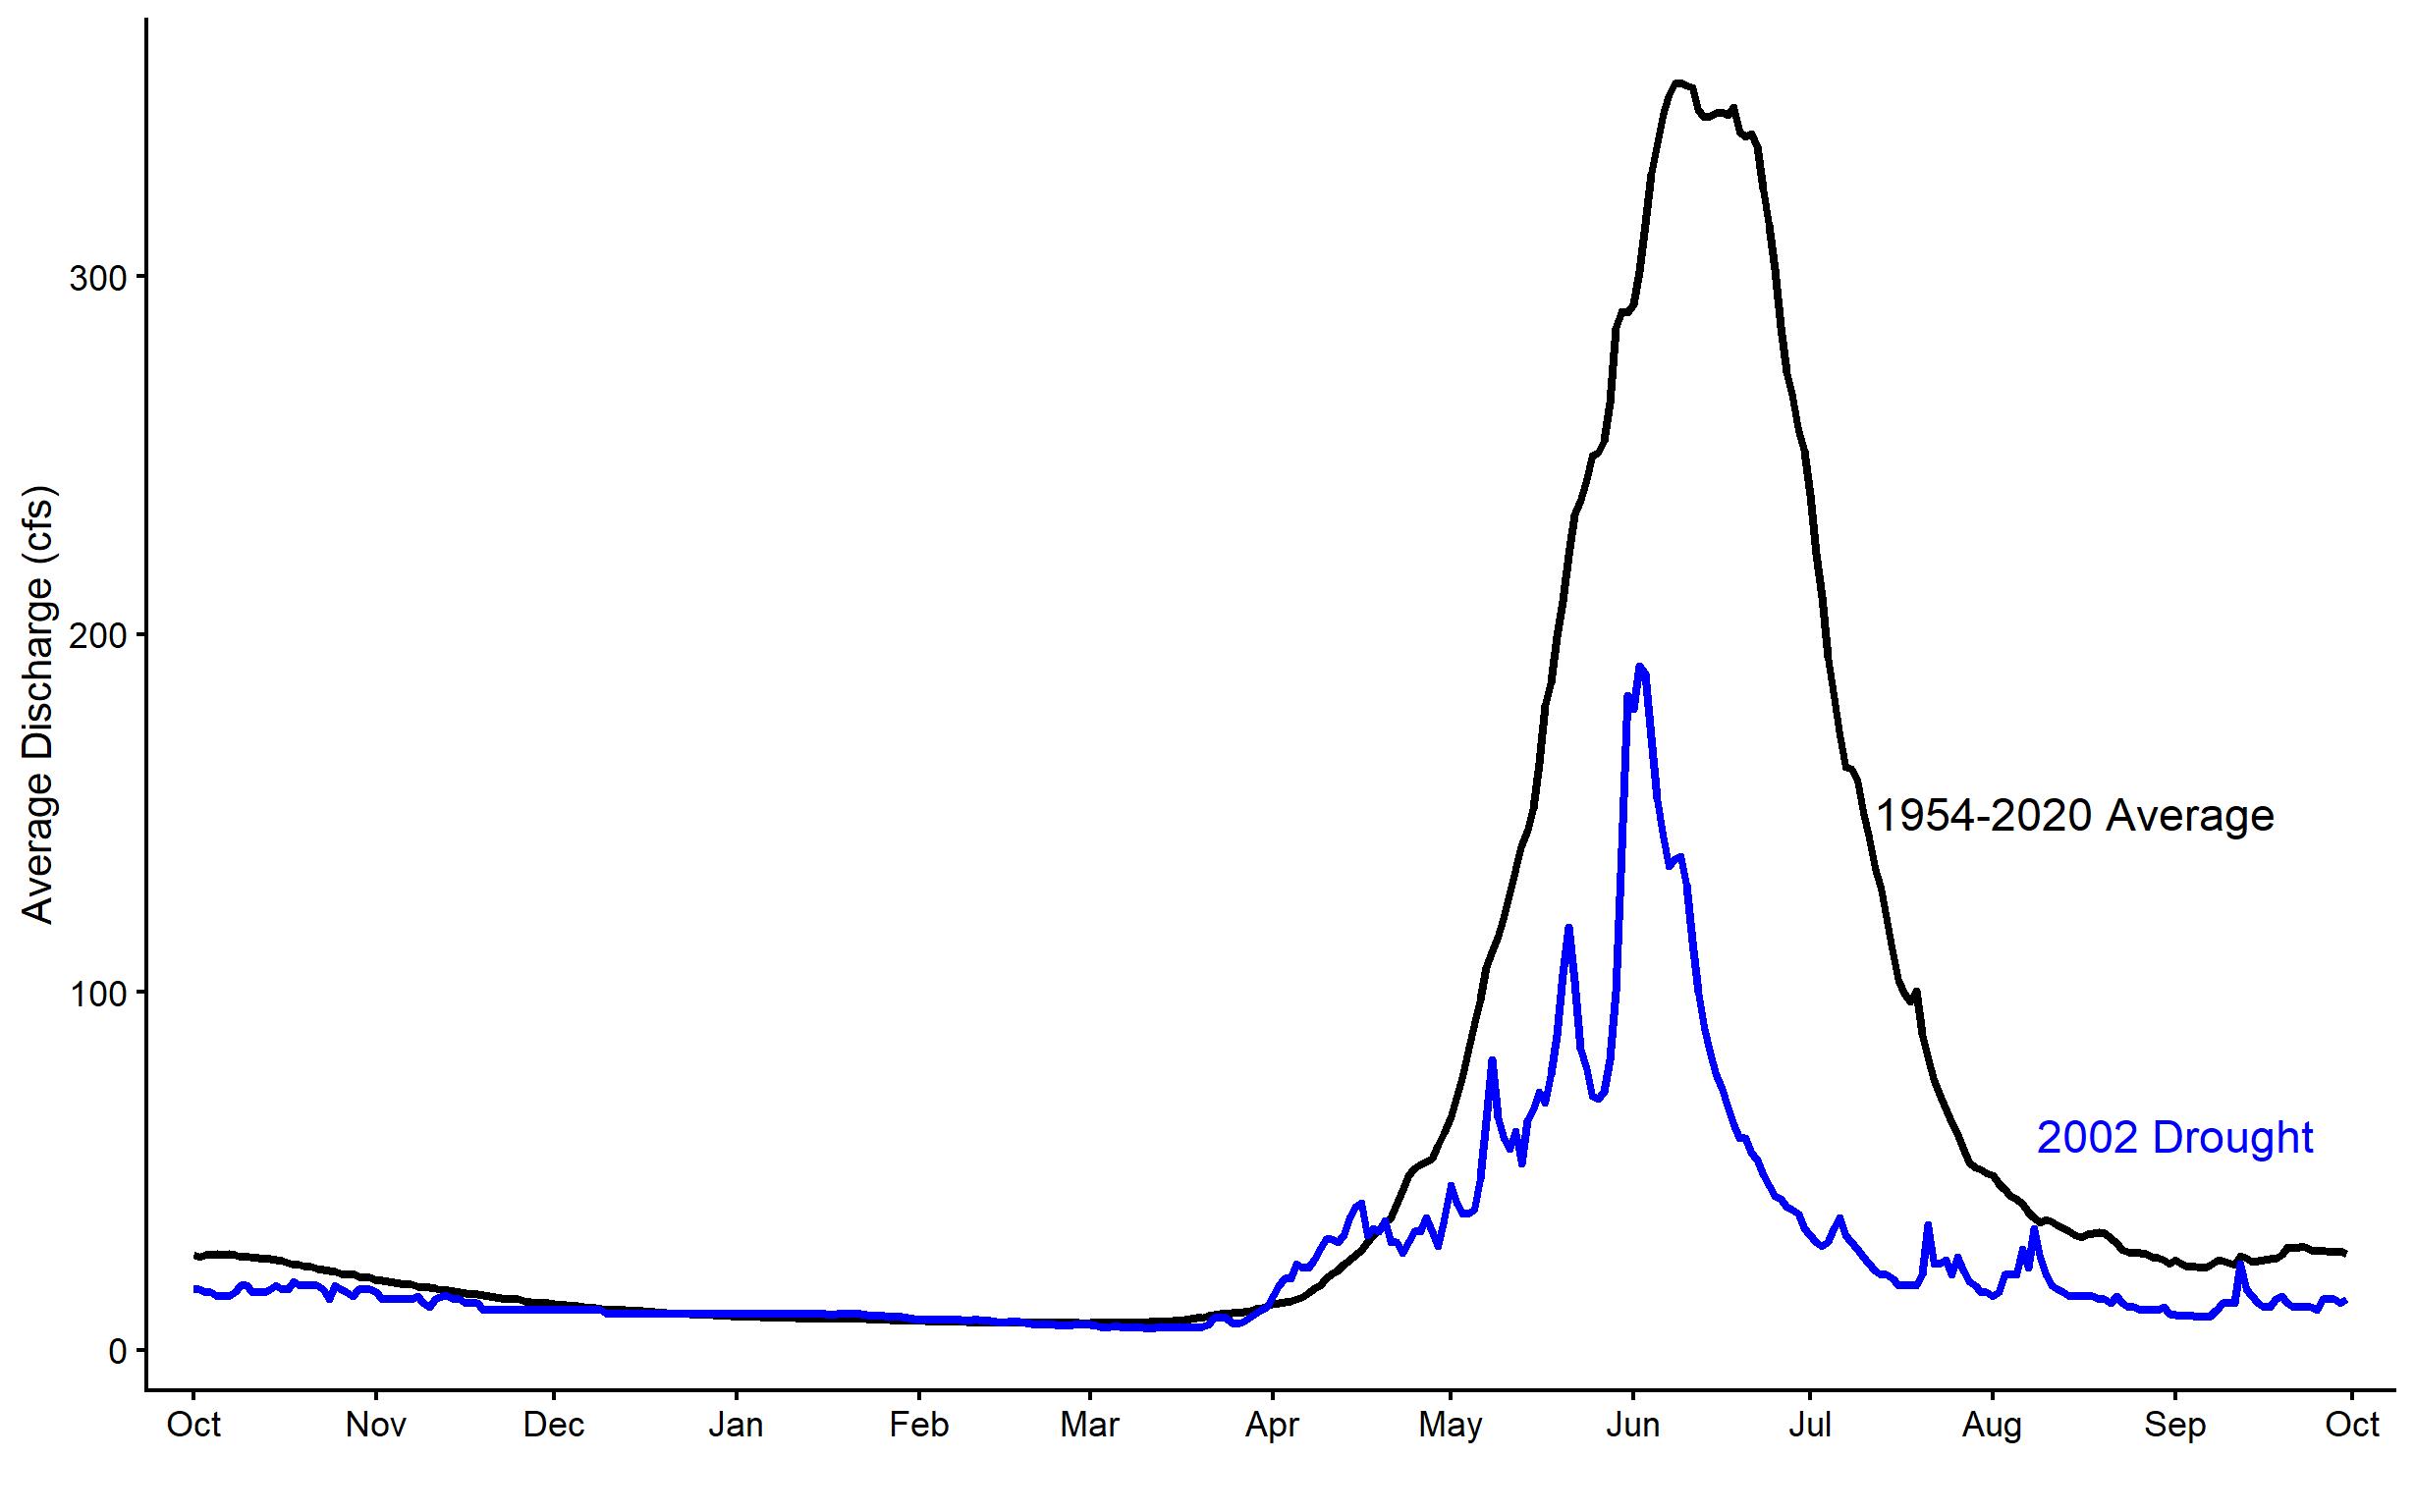 Average Discharge (cfs)
300
200
100
0
1954-2020 Average
2002 Drought
Oct Nov Dec Jan Feb Mar Apr May Jun Jul Aug Sep Oct